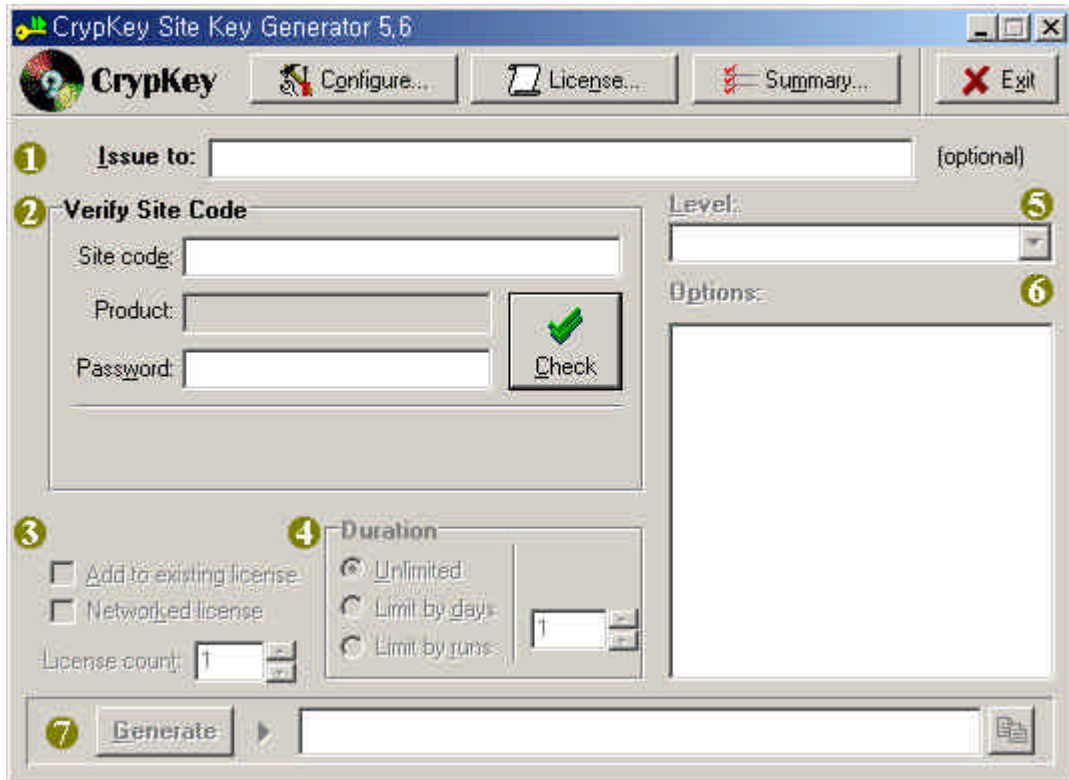 CrypKey Site Key Generator 5,6
CrypKey Configure... License... Summary... Exit
1 Issue to: (optional)
2 Verify Site Code
Site code:
Product:
Password:
Check
Level: 5
Options: 6
3
Add to existing license
Networked license
License count: 1
4 Duration
Unlimited
Limit by days
Limit by runs
1
7 Generate